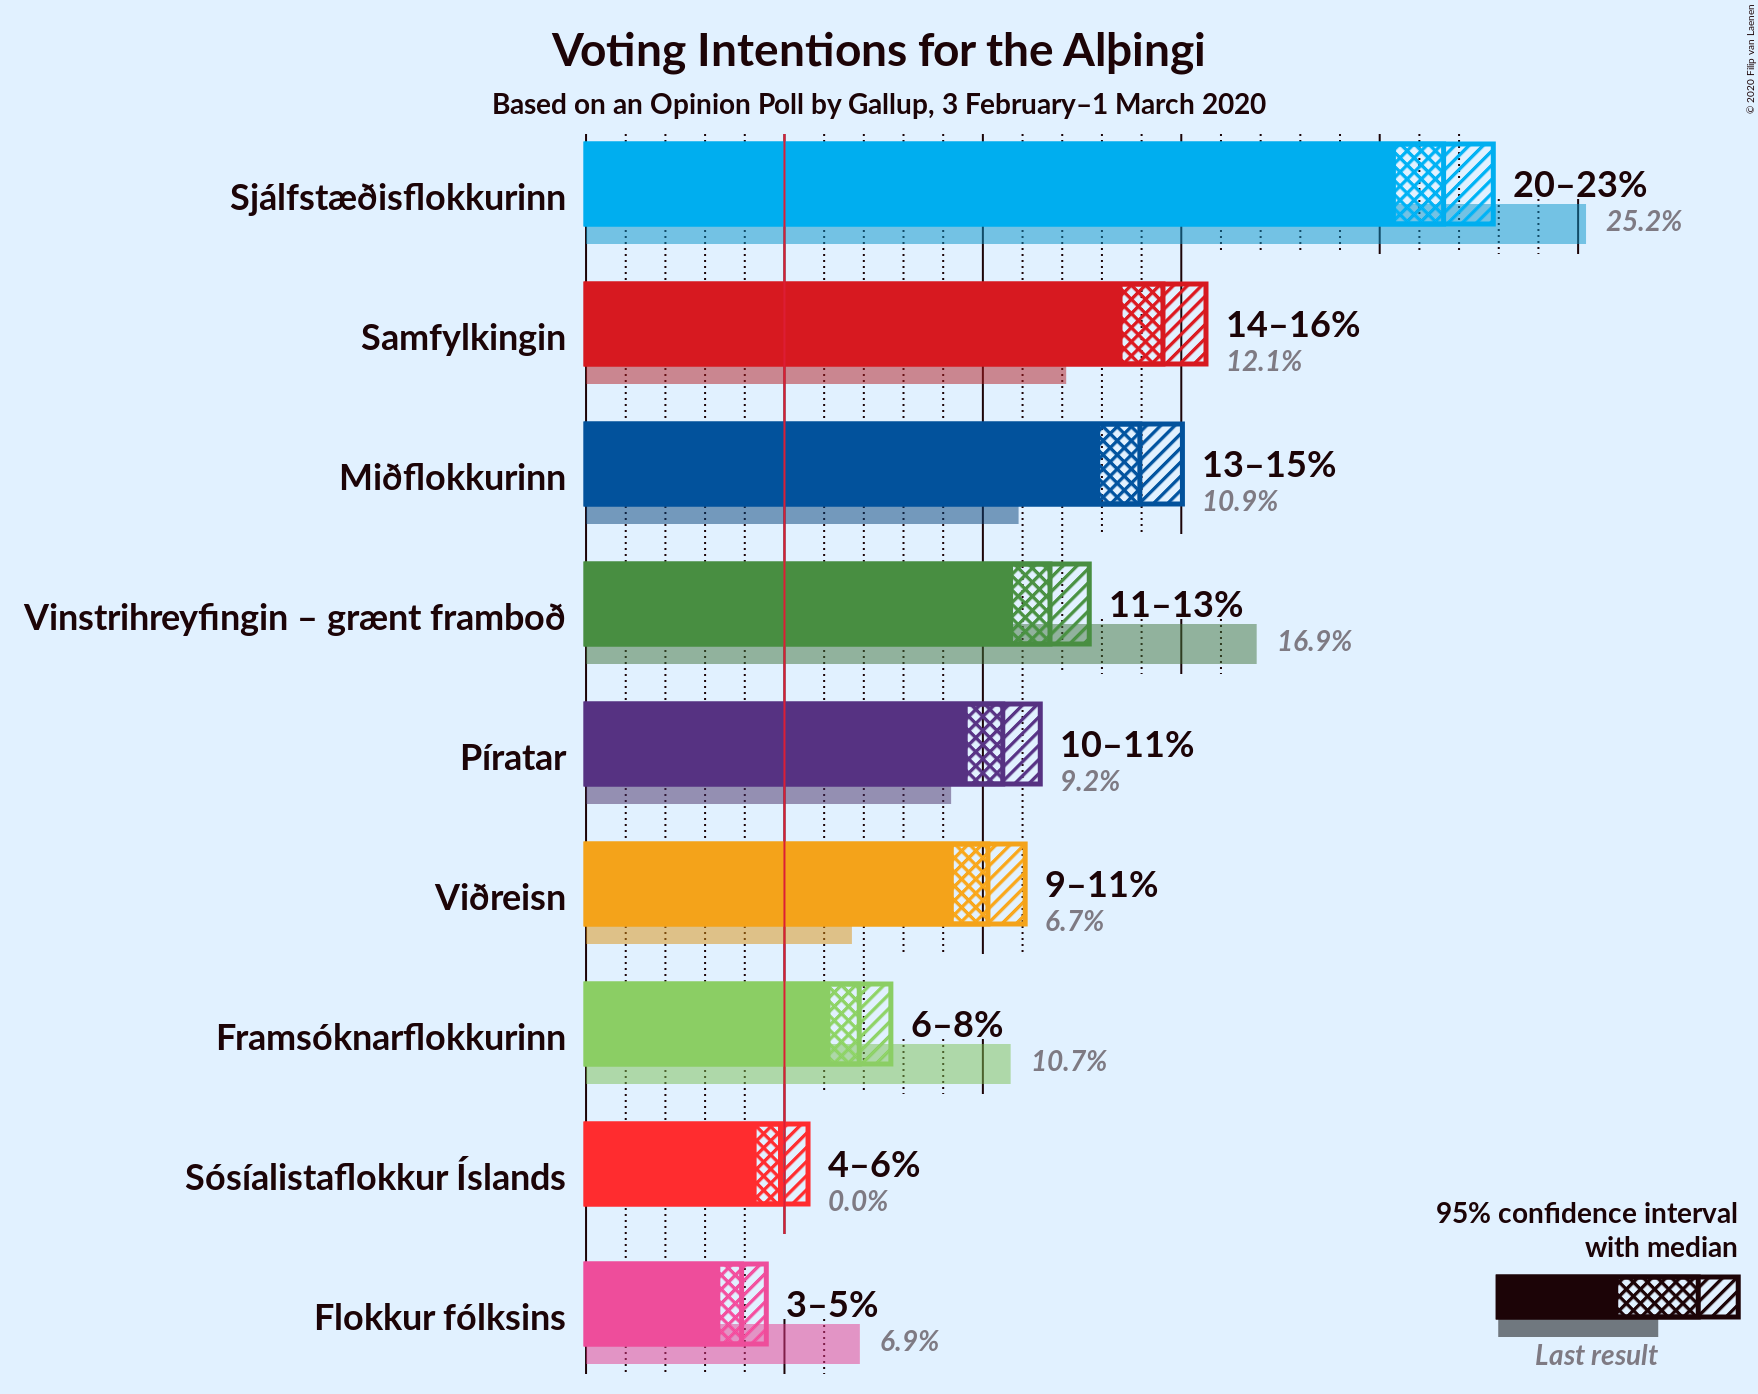 Voting Intentions for the Alþingi
Based on an Opinion Poll by Gallup, 3 February–1 March 2020
© 2020 Filip van Laenen
Sjálfstæðisflokkurinn
20–23%
25.2%
Samfylkingin
14–16%
12.1%
Miðflokkurinn
13–15%
10.9%
Vinstrihreyfingin – grænt framboð
11–13%
16.9%
Píratar
10–11%
9.2%
Viðreisn
9–11%
6.7%
Framsóknarflokkurinn
6–8%
10.7%
Sósíalistaflokkur Íslands
4–6%
0.0%
Flokkur fólksins
3–5%
6.9%
95% confidence interval
with median
Last result